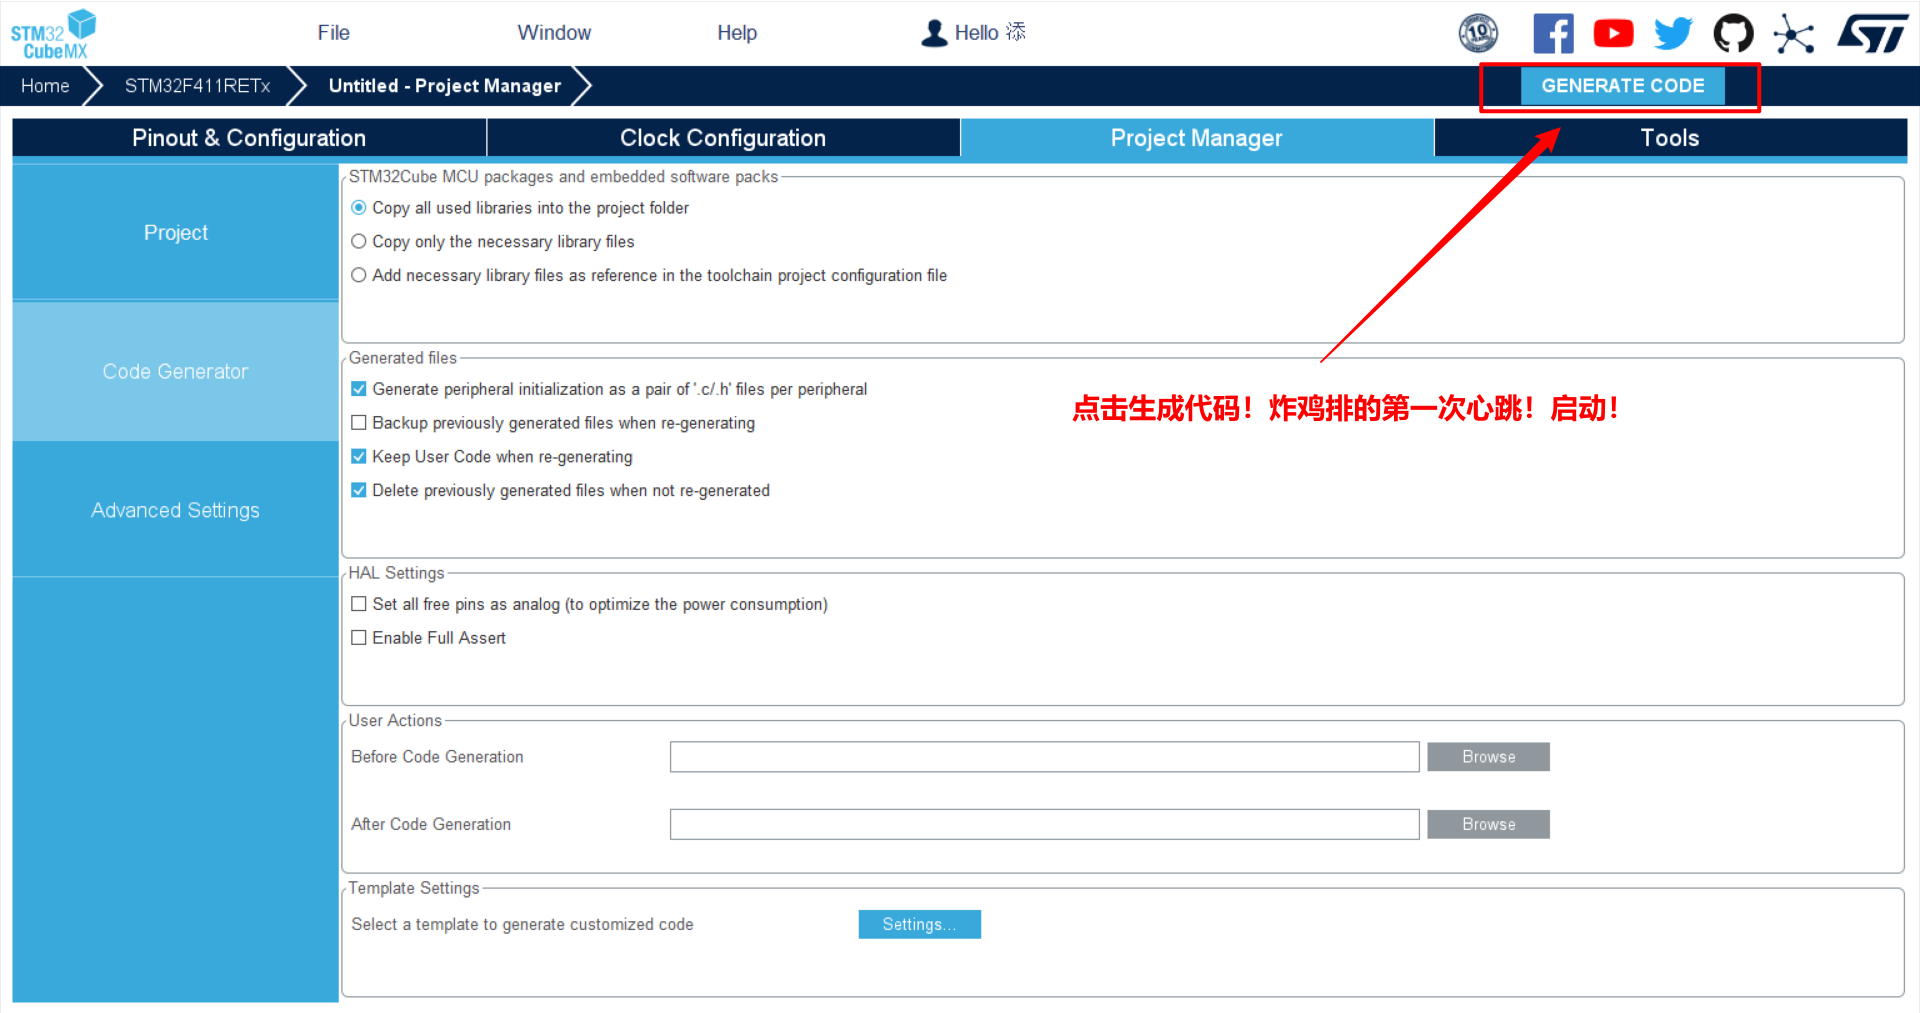 STM32
CubeMX
File
Window
Help
Hello 添
10
YEARS
Home
STM32F411RETx
Untitled - Project Manager
GENERATE CODE
Pinout & Configuration
Clock Configuration
Project Manager
Tools
Project
Code Generator
Advanced Settings
STM32Cube MCU packages and embedded software packs
Copy all used libraries into the project folder
Copy only the necessary library files
Add necessary library files as reference in the toolchain project configuration file
Generated files
Generate peripheral initialization as a pair of '.c/.h' files per peripheral
Backup previously generated files when re-generating
Keep User Code when re-generating
Delete previously generated files when not re-generated
点击生成代码！炸鸡排的第一次心跳！启动！
HAL Settings
Set all free pins as analog (to optimize the power consumption)
Enable Full Assert
User Actions
Before Code Generation
Browse
After Code Generation
Browse
Template Settings
Select a template to generate customized code
Settings...